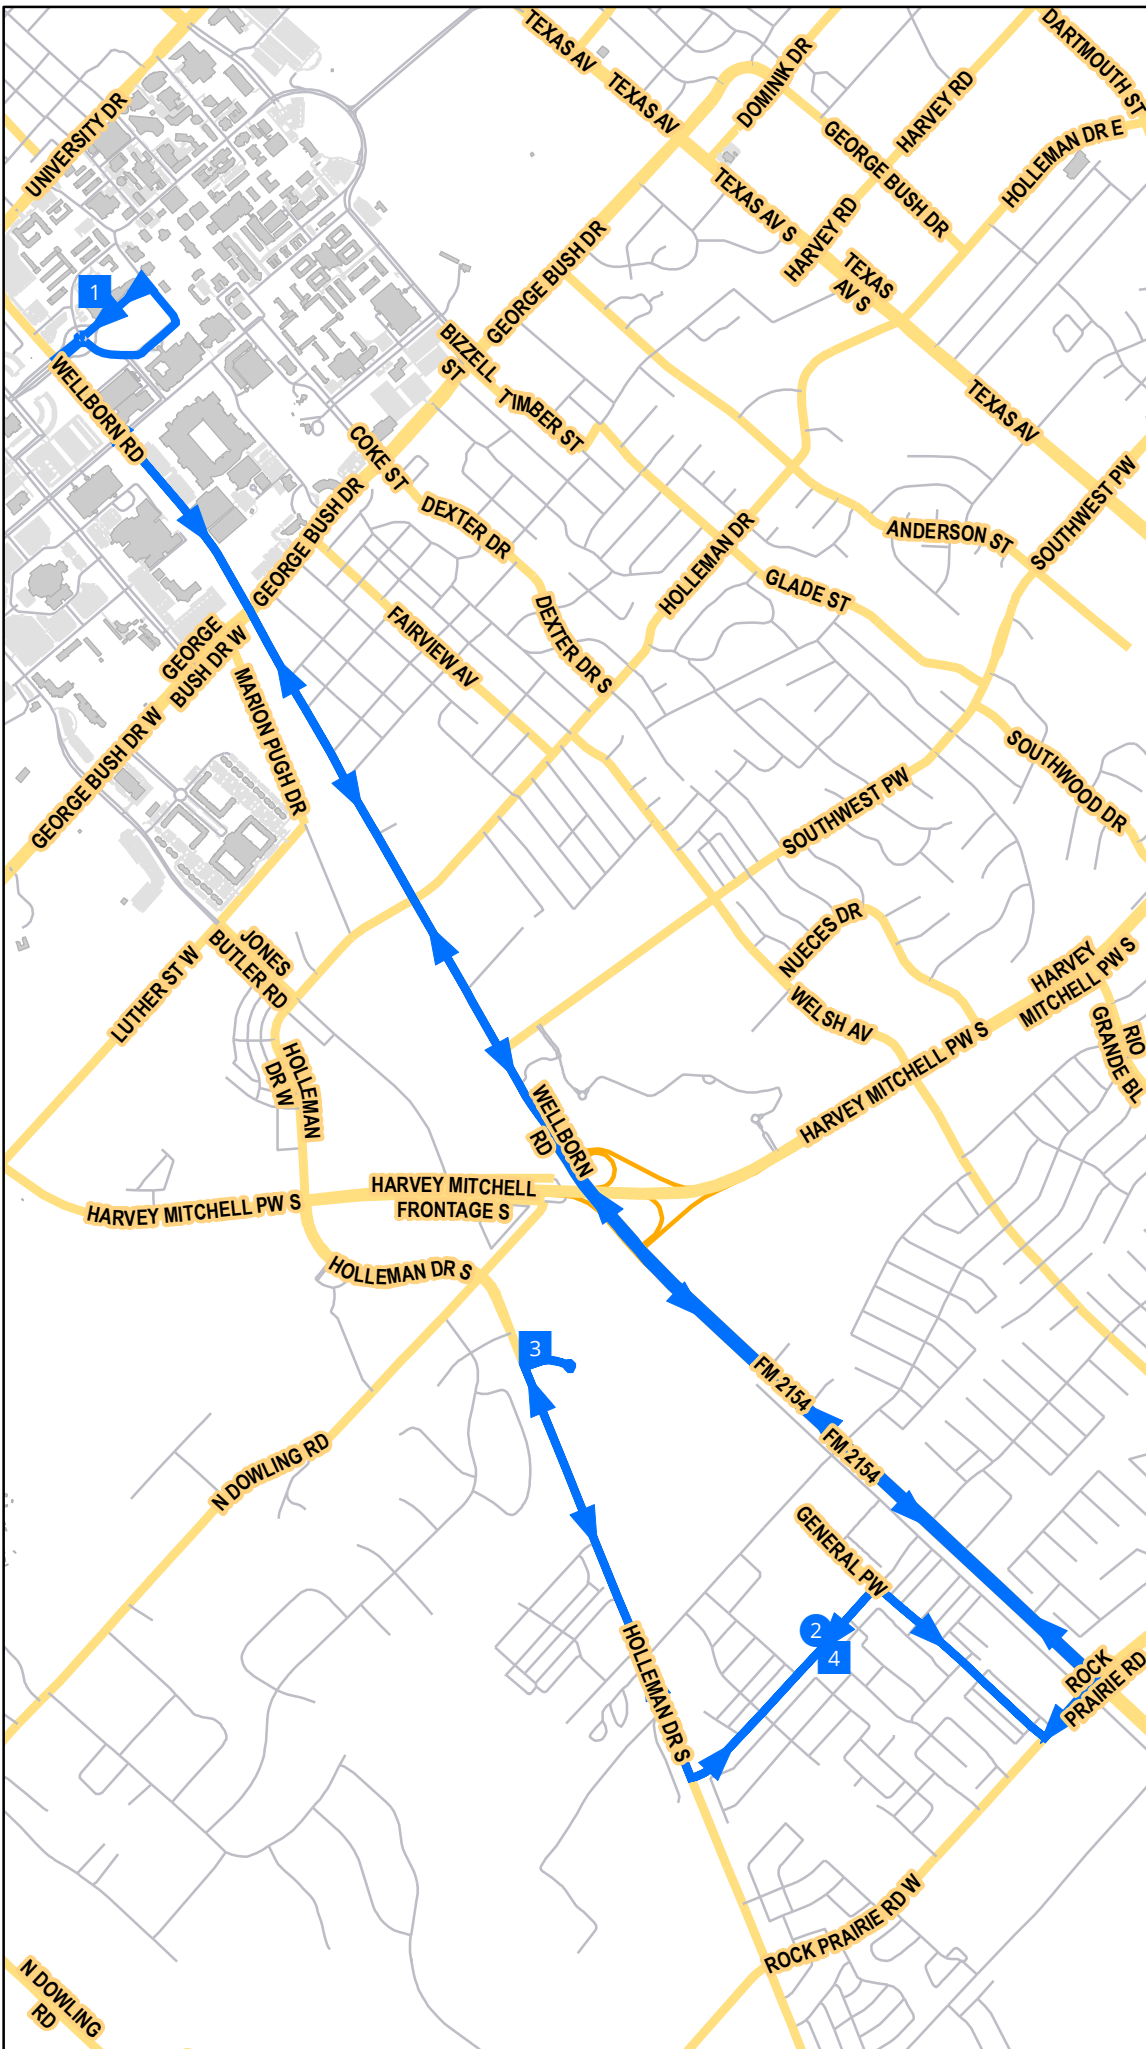 TEXAS AV
DOMINIK DR
DARTMOUTH ST
TEXAS AV
HARVEY RD
UNIVERSITY DR
GEORGE BUSH DR
HOLLEMAN DR E
TEXAS AV S
HARVEY RD
GEORGE BUSH DR
TEXAS
AV S
1
BIZZELL
ST
TIMBER ST
WELLBORN RD
TEXAS AV
COKE ST
SOUTHWEST PW
GEORGE BUSH DR
DEXTER DR
ANDERSON ST
HOLLEMAN DR
GLADE ST
DEXTER DR S
FAIRVIEW AV
GEORGE
BUSH DR W
MARION PUGH DR
GEORGE BUSH DR W
SOUTHWOOD DR
SOUTHWEST PW
NUECES DR
JONES
BUTLER RD
LUTHER ST W
HARVEY
MITCHELL PW S
WELSH AV
RIO
GRANDE BL
HOLLEMAN
DR W
HARVEY MITCHELL PW S
WELLBORN
RD
HARVEY MITCHELL
FRONTAGE S
HARVEY MITCHELL PW S
HOLLEMAN DR S
3
FM 2154
FM 2154
N DOWLING RD
GENERAL PW
2
4
HOLLEMAN DR S
ROCK
PRAIRIE RD
ROCK PRAIRIE RD W
N DOWLING
RD